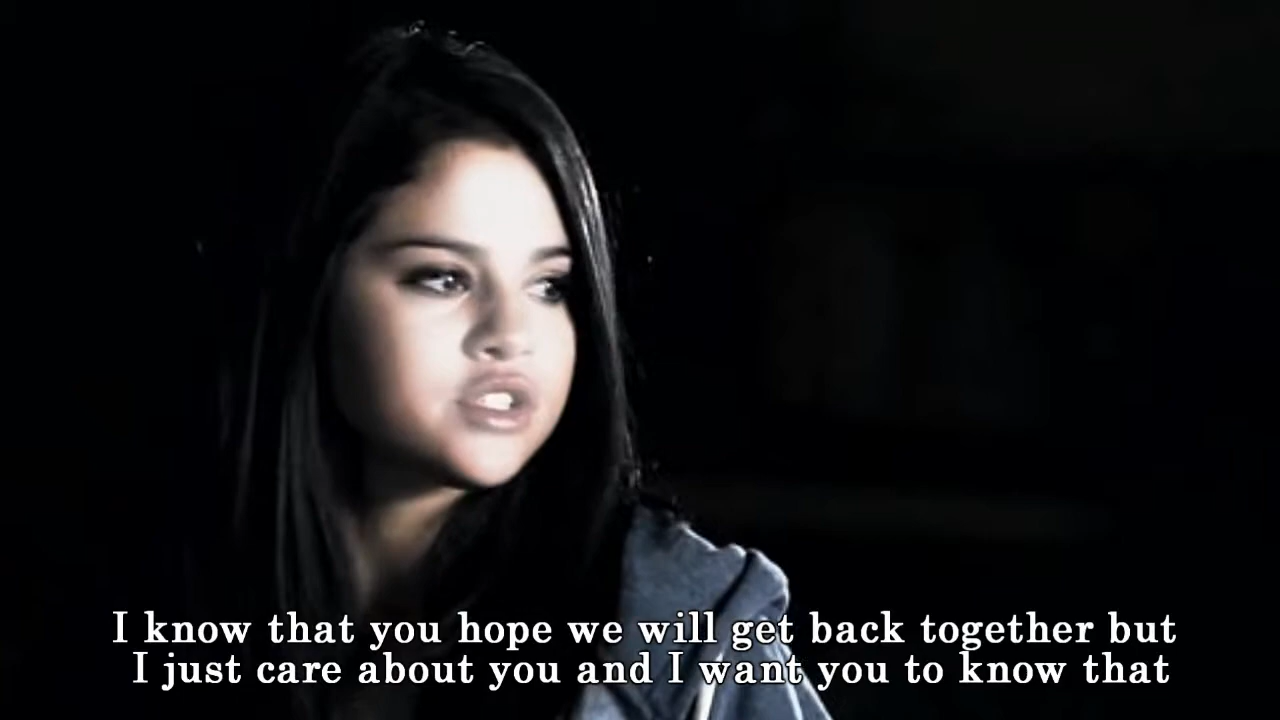 I know that you hope we will get back together but
I just care about you and I want you to know that